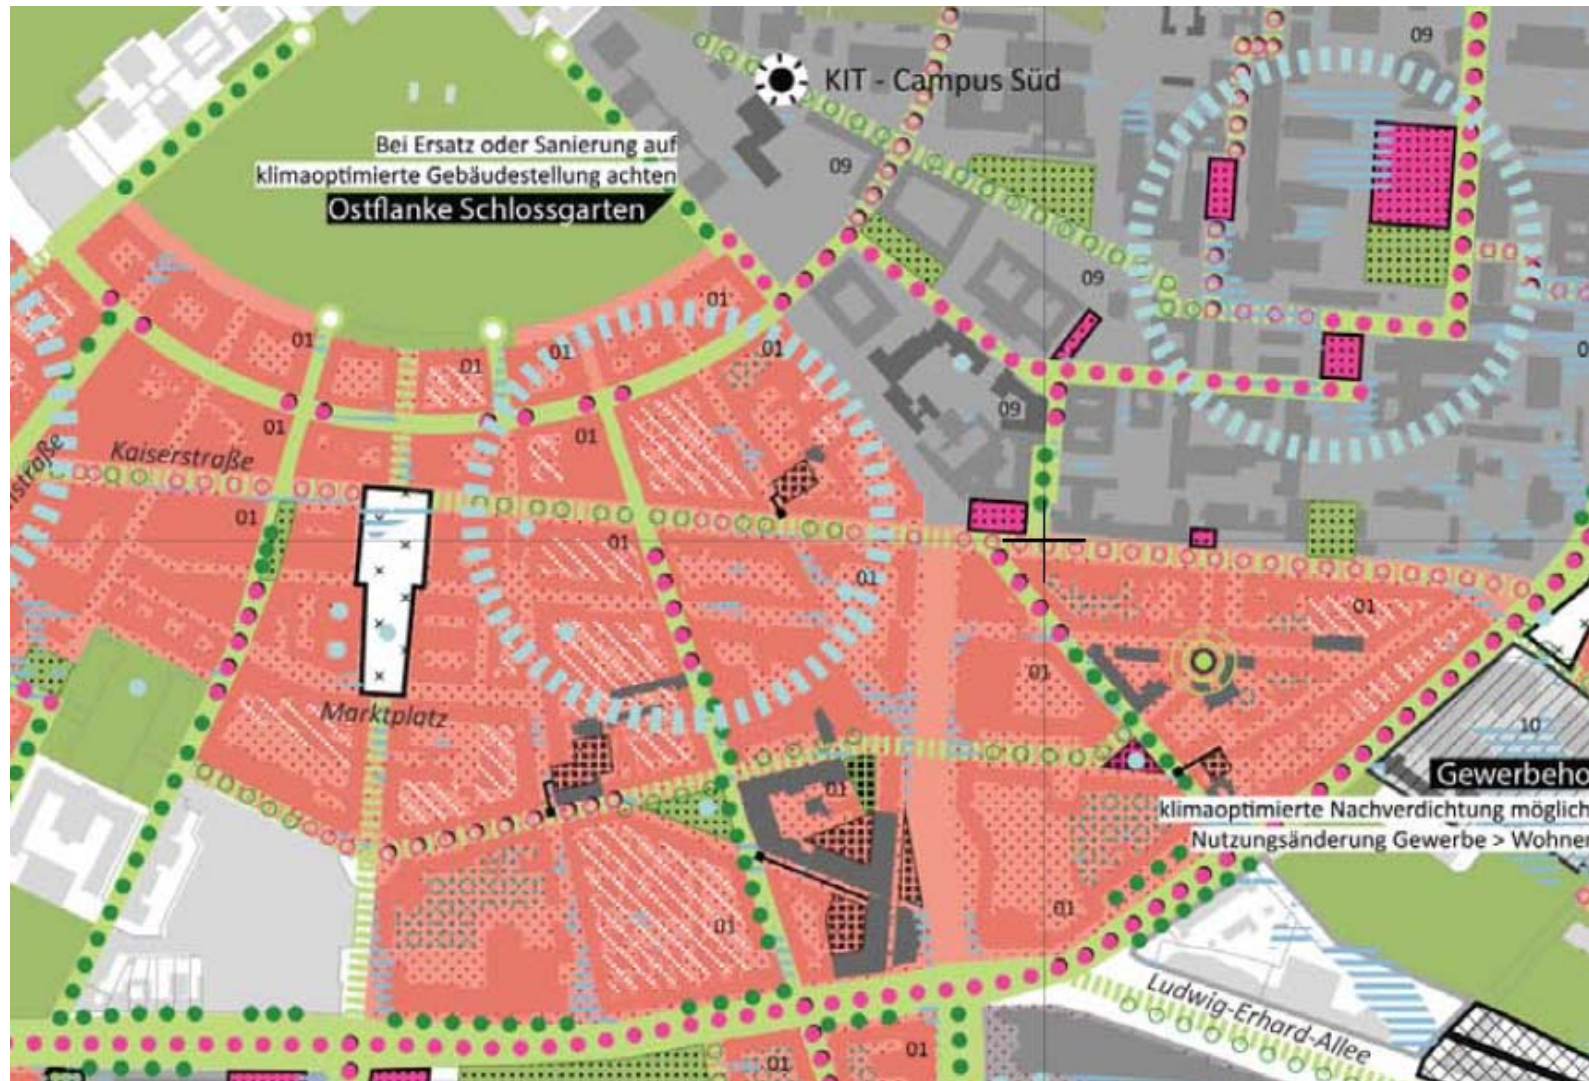 09
KIT - Campus Süd
Bei Ersatz oder Sanierung auf
klimaoptimierte Gebäudestellung achten
Ostflanke Schlossgarten
09
09
01
01
01
01
01
09
01
01
Kaiserstraße
01
01
01
01
01
Marktplatz
10
Gewerbeho
klimaoptimierte Nachverdichtung möglich
Nutzungsänderung Gewerbe > Wohnen
01
01
01
Ludwig-Erhard-Allee
01
01